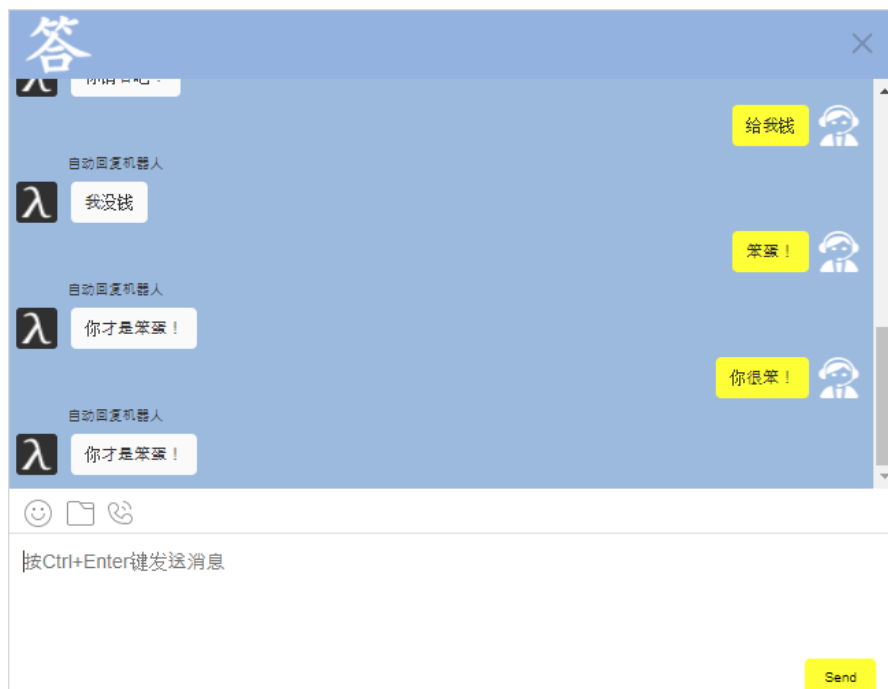 答
给我钱
自动回复机器人
λ
我没钱
笨蛋！
自动回复机器人
λ
你才是笨蛋！
你很笨！
自动回复机器人
λ
你才是笨蛋！
按Ctrl+Enter键发送消息
Send